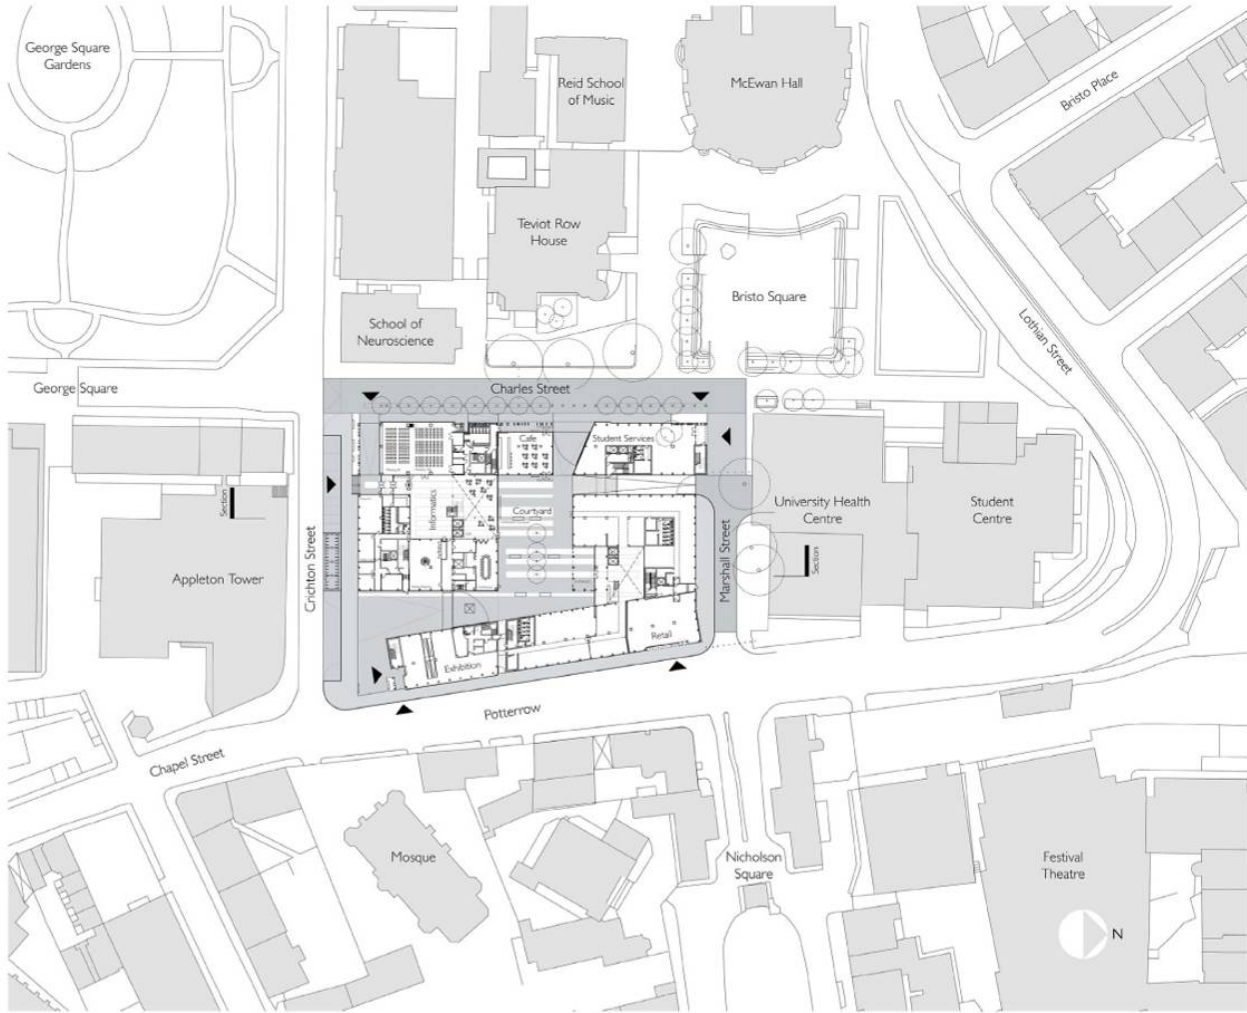 George Square
Gardens
Reid School
of Music
McEwan Hall
Bristo Place
Teviot Row
House
Bristo Square
School of
Neuroscience
Lothian Street
George Square
Charles Street
Cafe
Student Services
Section
Informatics
Courtyard
University Health
Centre
Student
Centre
Crichton Street
Appleton Tower
Marshall Street
Section
Retail
Exhibition
Potterrow
Chapel Street
Mosque
Nicholson
Square
Festival
Theatre
N